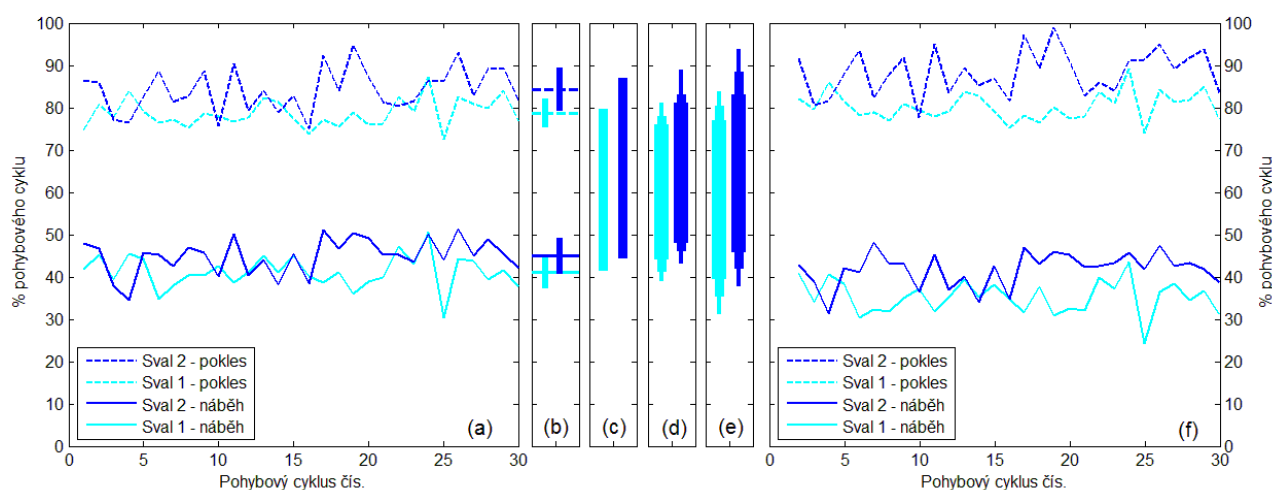 100
90
80
70
60
50
40
30
20
10
0
% pohybového cyklu
Sval 2 - pokles
Sval 1 - pokles
Sval 2 - náběh
Sval 1 - náběh
(a)
0 5 10 15 20 25 30
Pohybový cyklus čís.
(b)
(c)
(d)
(e)
Sval 2 - pokles
Sval 1 - pokles
Sval 2 - náběh
Sval 1 - náběh
(f)
0 5 10 15 20 25 30
Pohybový cyklus čís.
100
90
80
70
60
50
40
30
20
10
0
% pohybového cyklu